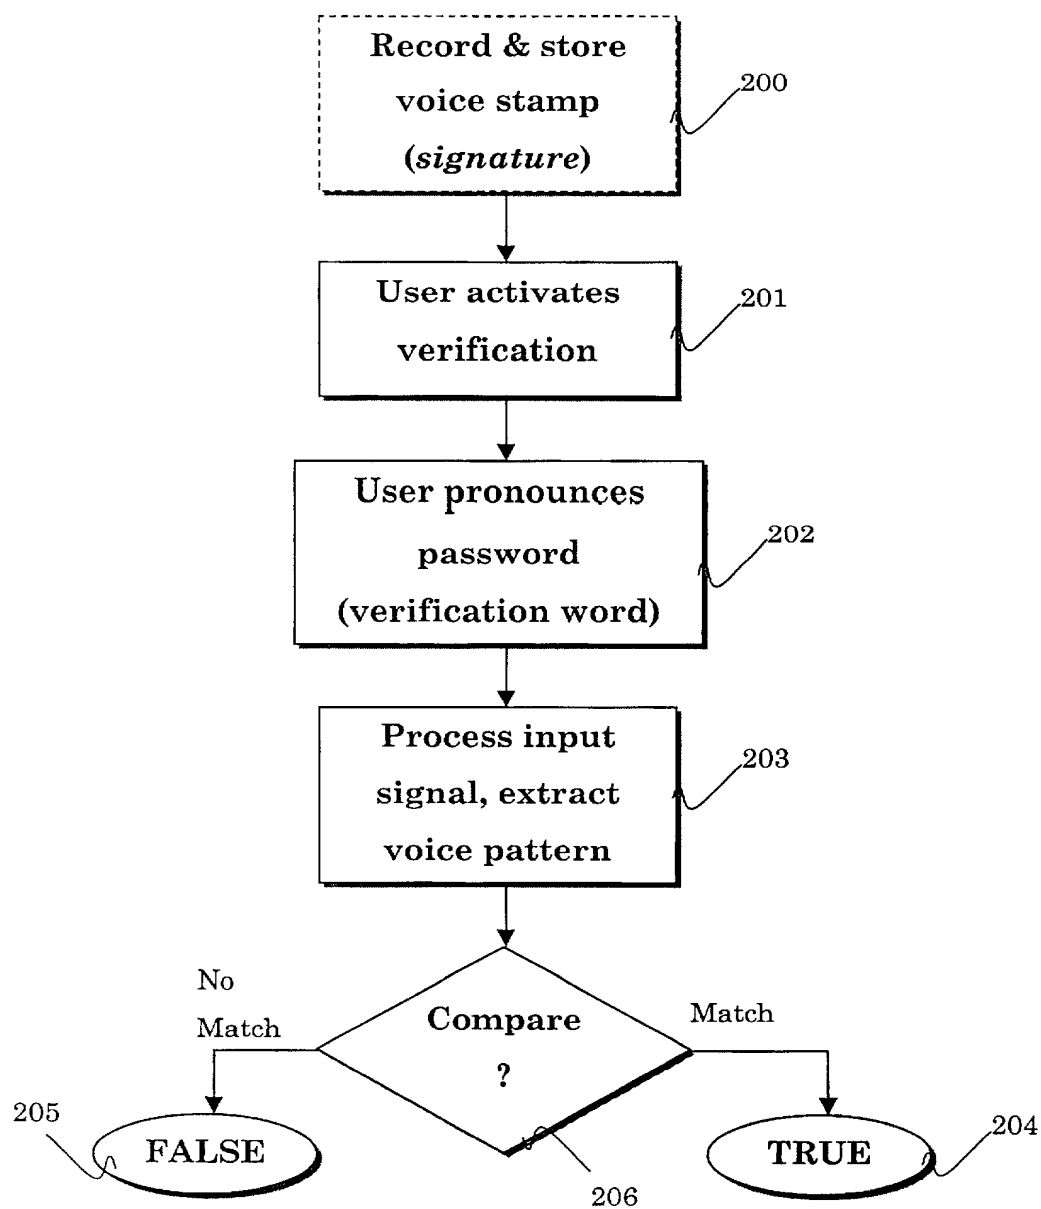 Record & store
voice stamp
(signature)
200
User activates
verification
201
User pronounces
password
(verification word)
202
Process input
signal, extract
voice pattern
203
No
Match
Compare
?
Match
205
FALSE
206
TRUE
204